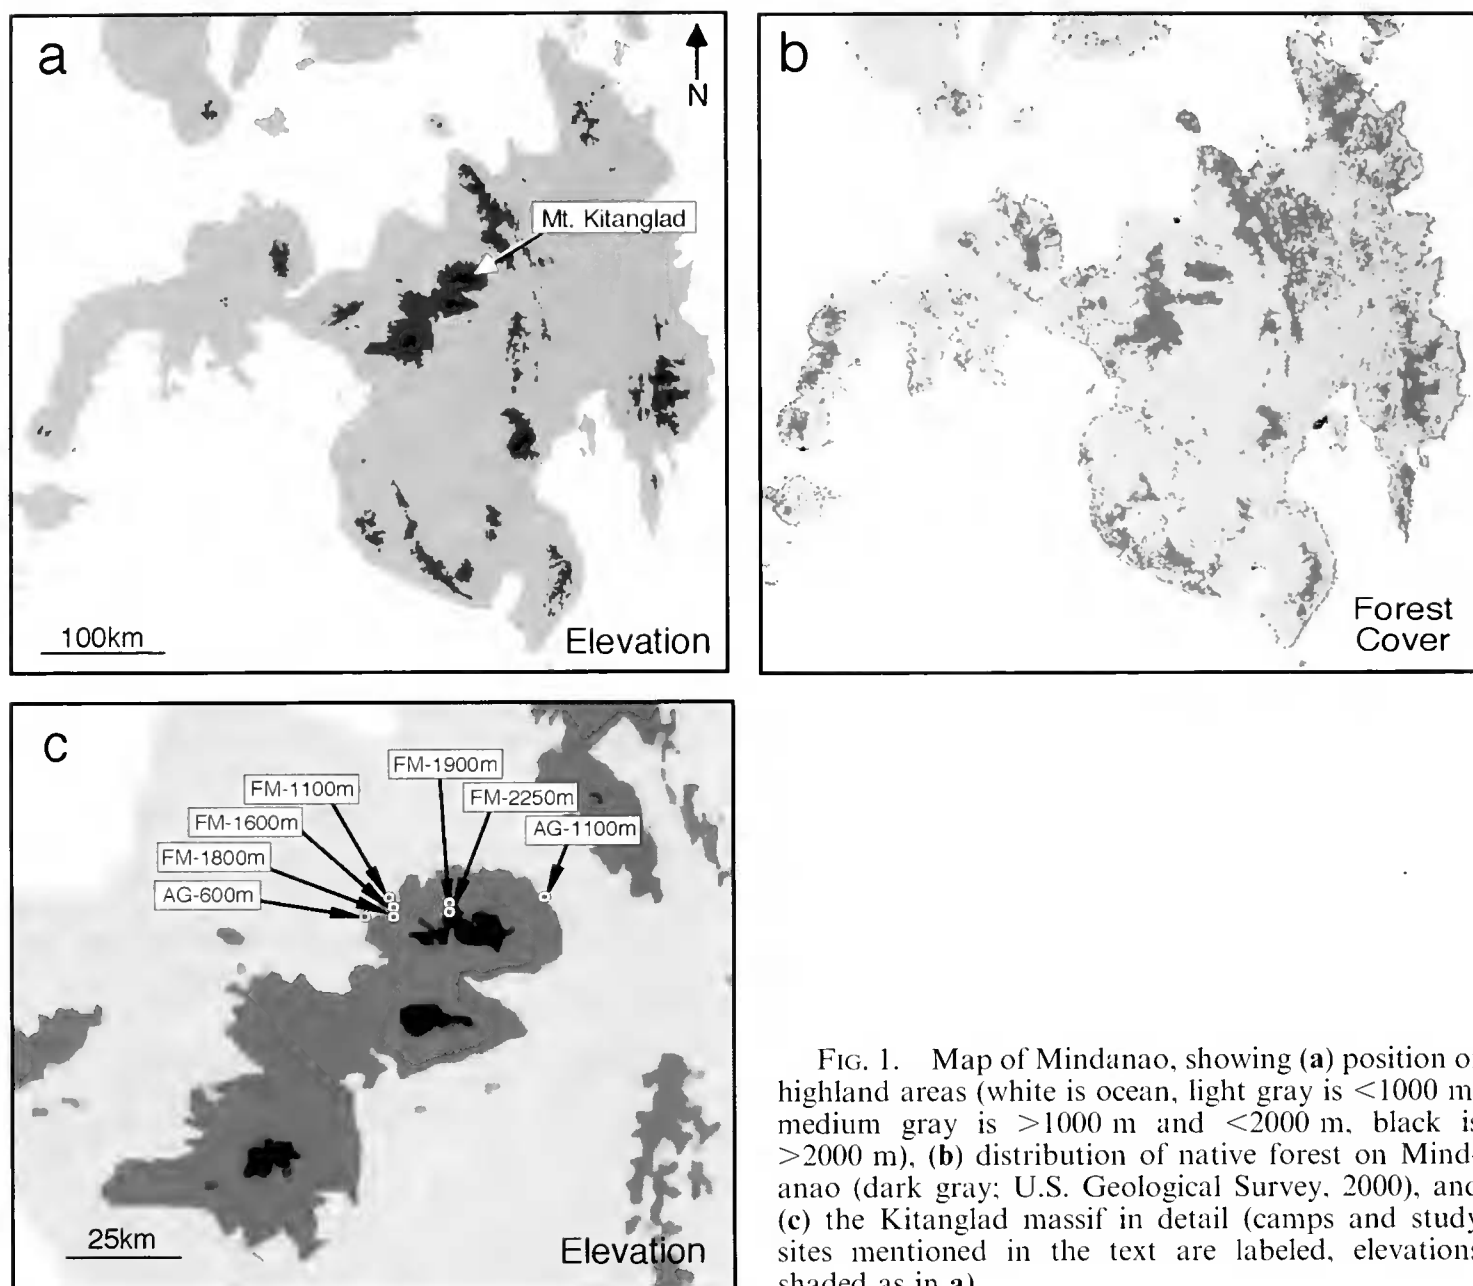 a
N
Mt. Kitanglad
100km
Elevation
b
Forest
Cover
c
FM-1900m
FM-1100m
FM-2250m
FM-1600m
AG-1100m
FM-1800m
AG-600m
25km
Elevation
FIG. 1. Map of Mindanao, showing (a) position of
highland areas (white is ocean, light gray is <1000 m,
medium gray is >1000 m and <2000 m, black is
>2000 m), (b) distribution of native forest on Mind-
anao (dark gray; U.S. Geological Survey, 2000), and
(c) the Kitanglad massif in detail (camps and study
sites mentioned in the text are labeled, elevations
shaded as in a).